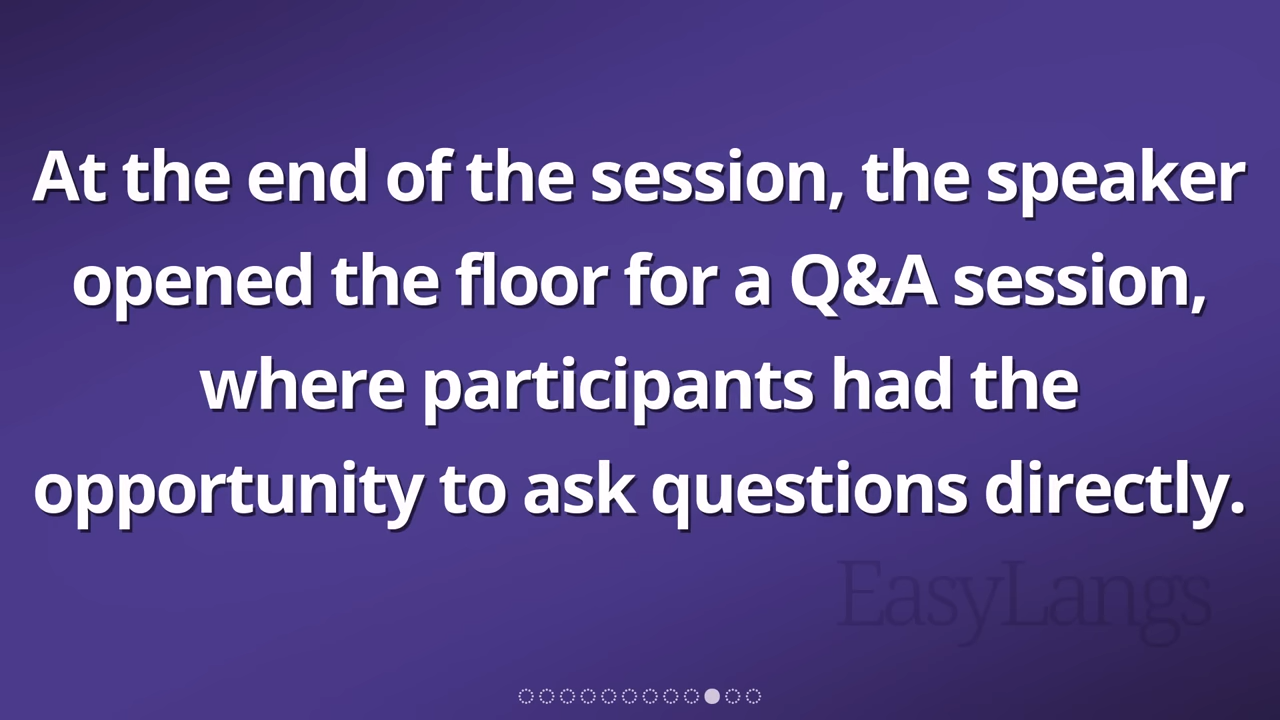 At the end of the session, the speaker
opened the floor for a Q&A session,
where participants had the
opportunity to ask questions directly.
EasyLangs